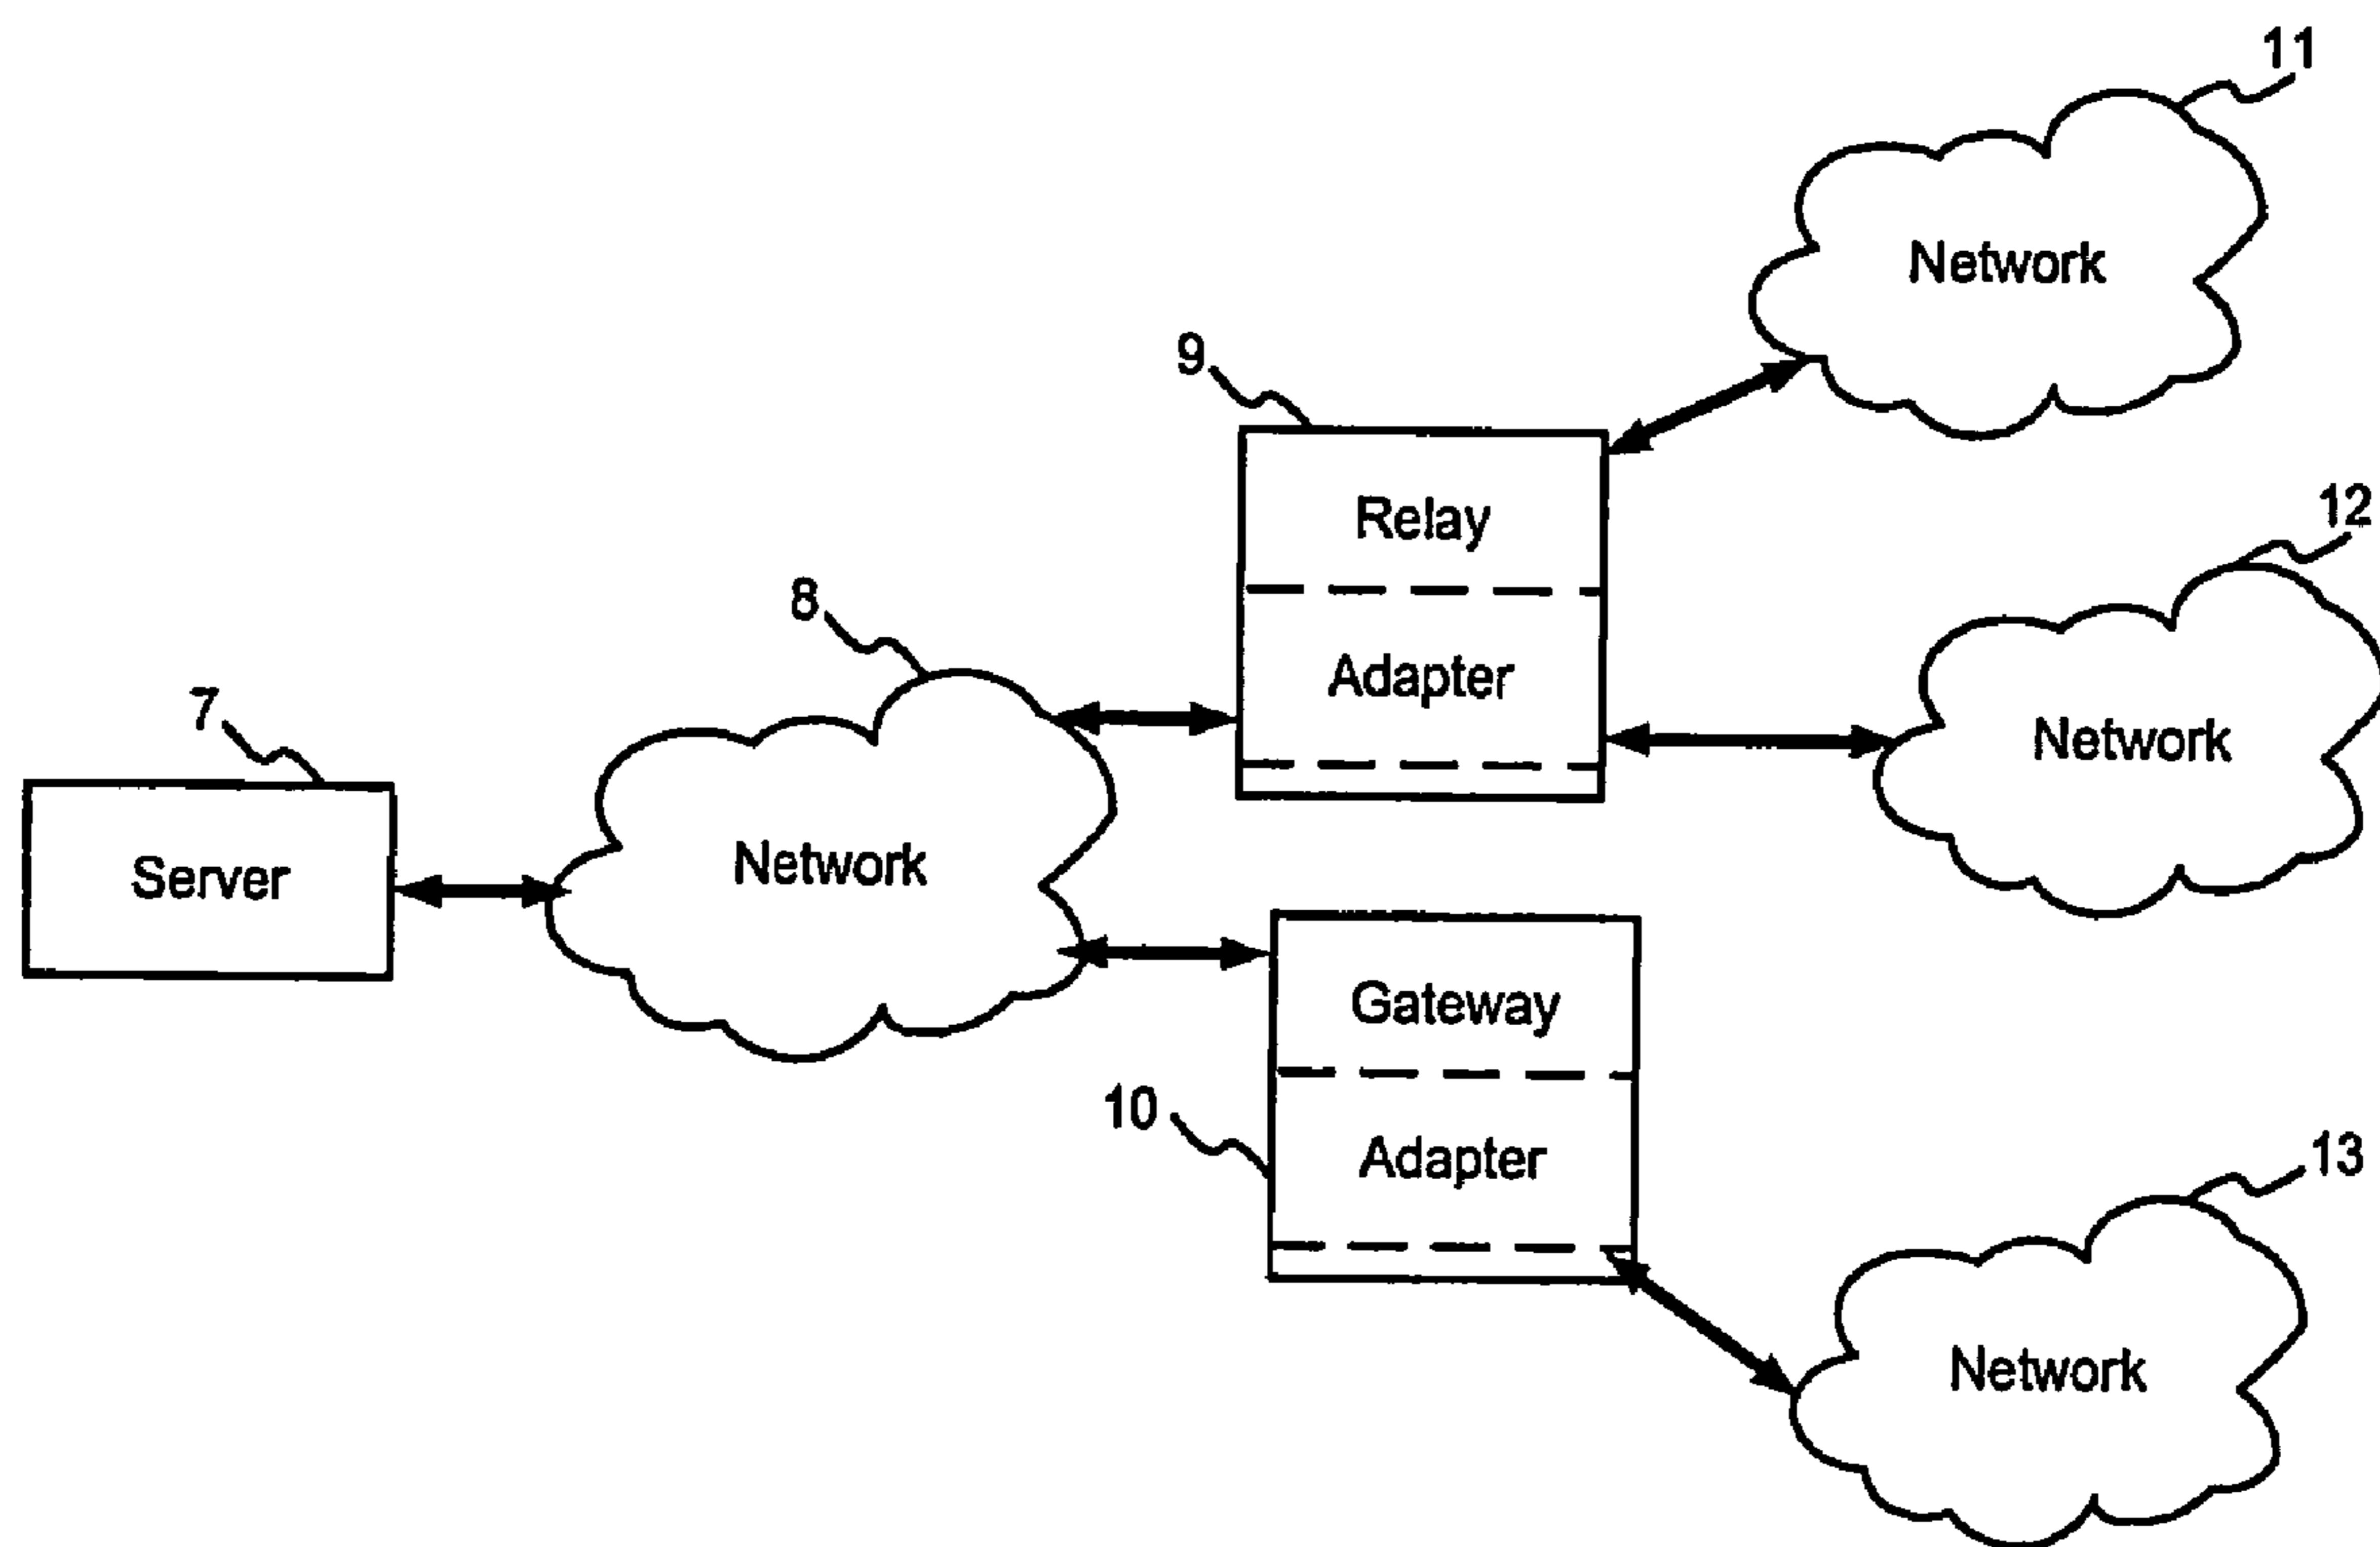 11
Network
9
12
Relay
8
Adapter
7
Network
Network
Server
Gateway
10
Adapter
13
Network